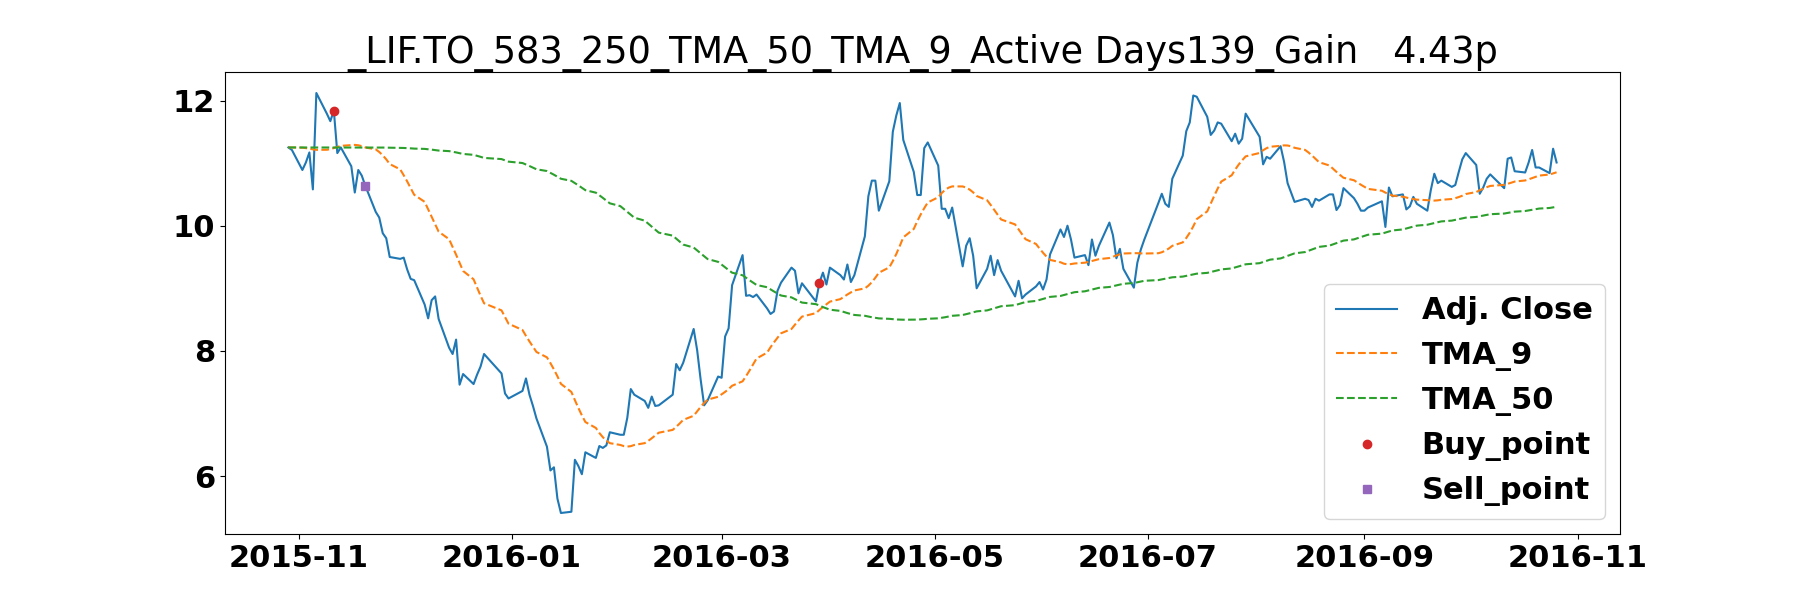 _LIF.TO_583_250_TMA_50_TMA_9_Active Days139_Gain   4.43p
12
10
8
6
Adj. Close
TMA_9
TMA_50
Buy_point
Sell_point
2015-11 2016-01 2016-03 2016-05 2016-07 2016-09 2016-11